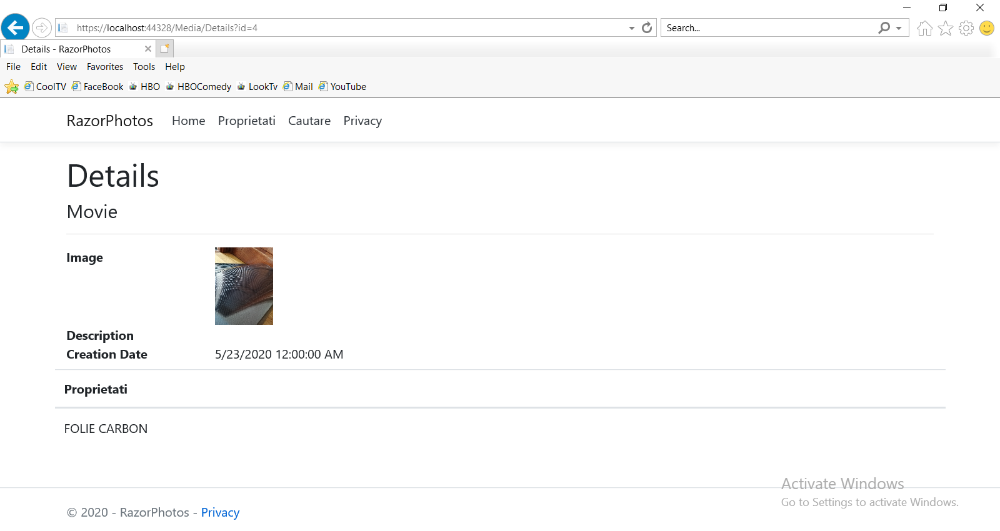 https://localhost:44328/Media/Details?id=4
Search...
Details - RazorPhotos
File Edit View Favorites Tools Help
CoolTV FaceBook HBO HBOComedy LookTv Mail YouTube
RazorPhotos Home Proprietati Cautare Privacy
Details
Movie
Image
Description
Creation Date 5/23/2020 12:00:00 AM
Proprietati
FOLIE CARBON
Activate Windows
Go to Settings to activate Windows.
© 2020 - RazorPhotos - Privacy